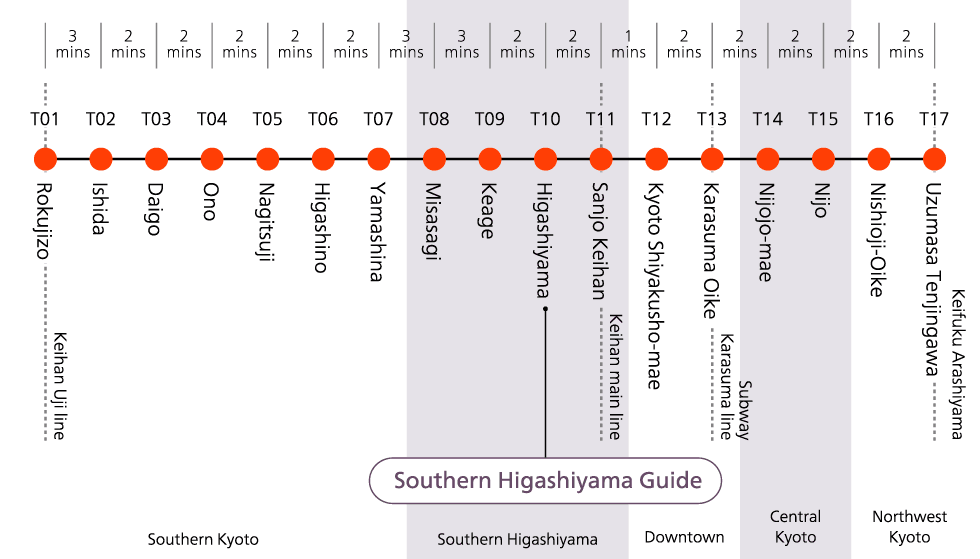 3 mins
2 mins
2 mins
2 mins
2 mins
2 mins
3 mins
3 mins
2 mins
2 mins
1 mins
2 mins
2 mins
2 mins
2 mins
2 mins
T01
T02
T03
T04
T05
T06
T07
T08
T09
T10
T11
T12
T13
T14
T15
T16
T17
Rokujizo
Ishida
Daigo
Ono
Nagitsuji
Higashino
Yamashina
Misasagi
Keage
Higashiyama
Sanjo Keihan
Kyoto Shiyakusho-mae
Karasuma Oike
Nijojo-mae
Nijo
Nishioji-Oike
Uzumasa Tenjingawa
Keihan Uji line
Keihan main line
Subway
Karasuma line
Keifuku Arashiyama
Southern Higashiyama Guide
Southern Kyoto
Southern Higashiyama
Downtown
Central
Kyoto
Northwest
Kyoto